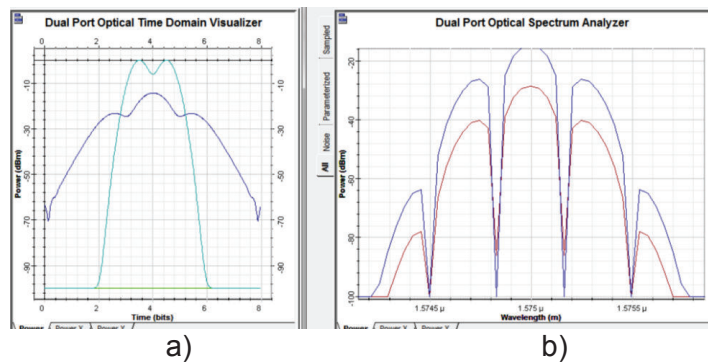 Dual Port Optical Time Domain Visualizer
0 2 4 6 8
Power (dBm)
-10
-30
-50
-70
-90
-10
-30
-50
-70
-90
0 2 4 6 8
Time (bits)
Power
Power X
Power Y
a)
Dual Port Optical Spectrum Analyzer
Sampled
Parameterized
Noise
All
Power (dBm)
-20
-40
-60
-80
-100
1.5745 µ
1.575 µ
1.5755 µ
Wavelength (m)
Power
Power X
Power Y
b)